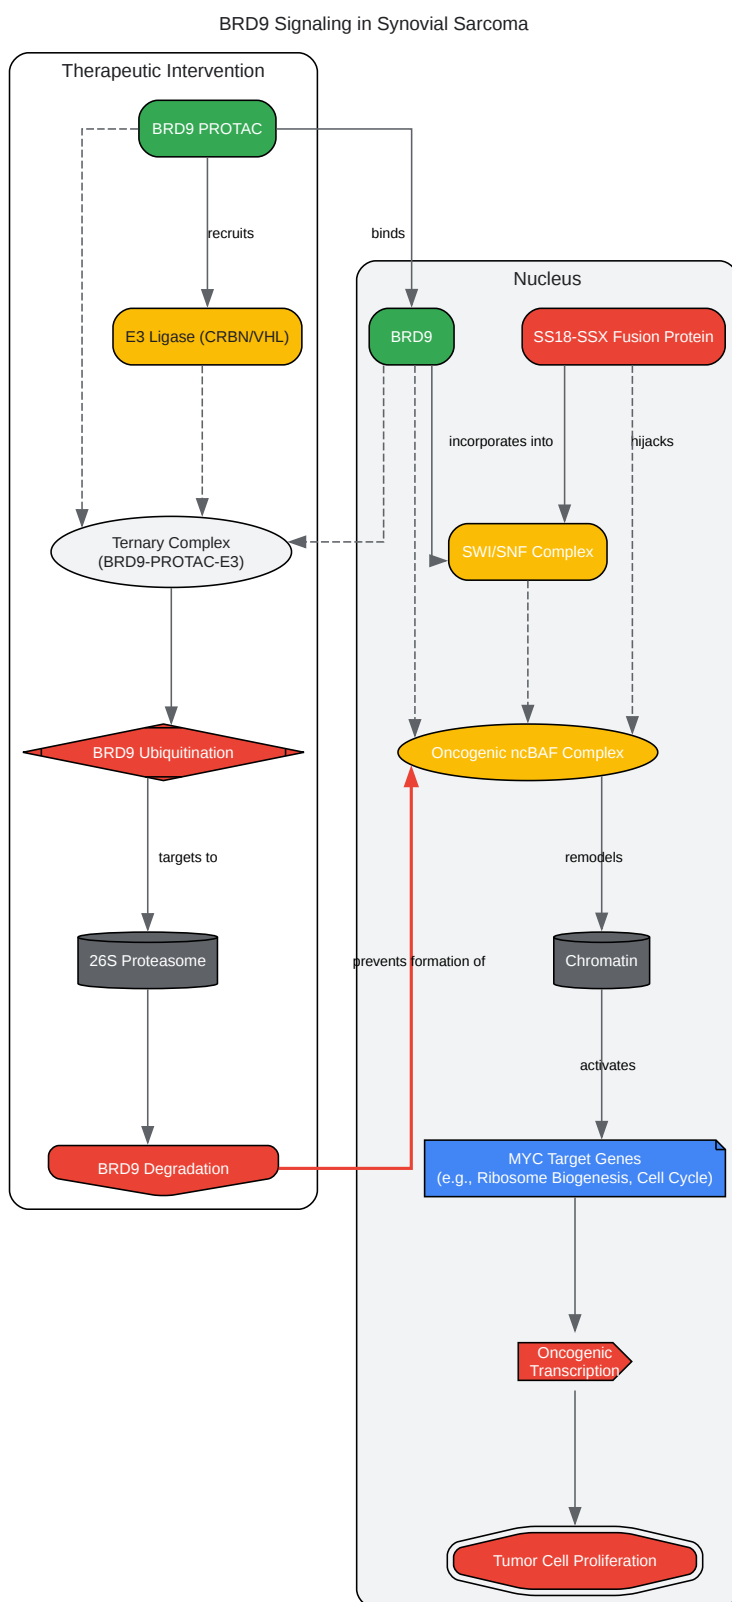 BRD9 Signaling in Synovial Sarcoma
Therapeutic Intervention
BRD9 PROTAC
recruits
binds
Nucleus
E3 Ligase (CRBN/VHL)
BRD9
SS18-SSX Fusion Protein
incorporates into
hijacks
Ternary Complex
(BRD9-PROTAC-E3)
SWI/SNF Complex
BRD9 Ubiquitination
Oncogenic ncBAF Complex
targets to
remodels
26S Proteasome
prevents formation of
Chromatin
activates
BRD9 Degradation
MYC Target Genes
(e.g., Ribosome Biogenesis, Cell Cycle)
Oncogenic
Transcription
Tumor Cell Proliferation